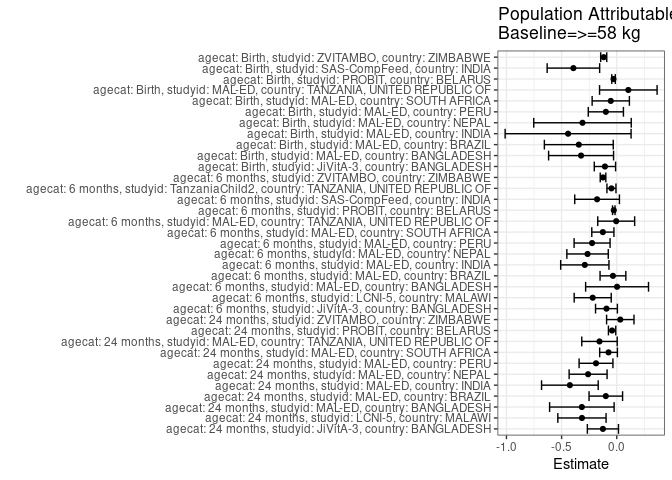 Population Attributable
Baseline=>=58 kg
agecat: Birth, studyid: ZVITAMBO, country: ZIMBABWE
agecat: Birth, studyid: SAS-CompFeed, country: INDIA
agecat: Birth, studyid: PROBIT, country: BELARUS
agecat: Birth, studyid: MAL-ED, country: TANZANIA, UNITED REPUBLIC OF
agecat: Birth, studyid: MAL-ED, country: SOUTH AFRICA
agecat: Birth, studyid: MAL-ED, country: PERU
agecat: Birth, studyid: MAL-ED, country: NEPAL
agecat: Birth, studyid: MAL-ED, country: INDIA
agecat: Birth, studyid: MAL-ED, country: BRAZIL
agecat: Birth, studyid: MAL-ED, country: BANGLADESH
agecat: Birth, studyid: JiVitA-3, country: BANGLADESH
agecat: 6 months, studyid: ZVITAMBO, country: ZIMBABWE
agecat: 6 months, studyid: TanzaniaChild2, country: TANZANIA, UNITED REPUBLIC OF
agecat: 6 months, studyid: SAS-CompFeed, country: INDIA
agecat: 6 months, studyid: PROBIT, country: BELARUS
agecat: 6 months, studyid: MAL-ED, country: TANZANIA, UNITED REPUBLIC OF
agecat: 6 months, studyid: MAL-ED, country: SOUTH AFRICA
agecat: 6 months, studyid: MAL-ED, country: PERU
agecat: 6 months, studyid: MAL-ED, country: NEPAL
agecat: 6 months, studyid: MAL-ED, country: INDIA
agecat: 6 months, studyid: MAL-ED, country: BRAZIL
agecat: 6 months, studyid: MAL-ED, country: BANGLADESH
agecat: 6 months, studyid: LCNI-5, country: MALAWI
agecat: 6 months, studyid: JiVitA-3, country: BANGLADESH
agecat: 24 months, studyid: ZVITAMBO, country: ZIMBABWE
agecat: 24 months, studyid: PROBIT, country: BELARUS
agecat: 24 months, studyid: MAL-ED, country: TANZANIA, UNITED REPUBLIC OF
agecat: 24 months, studyid: MAL-ED, country: SOUTH AFRICA
agecat: 24 months, studyid: MAL-ED, country: PERU
agecat: 24 months, studyid: MAL-ED, country: NEPAL
agecat: 24 months, studyid: MAL-ED, country: INDIA
agecat: 24 months, studyid: MAL-ED, country: BRAZIL
agecat: 24 months, studyid: MAL-ED, country: BANGLADESH
agecat: 24 months, studyid: LCNI-5, country: MALAWI
agecat: 24 months, studyid: JiVitA-3, country: BANGLADESH
-1.0 -0.5 0.0
Estimate